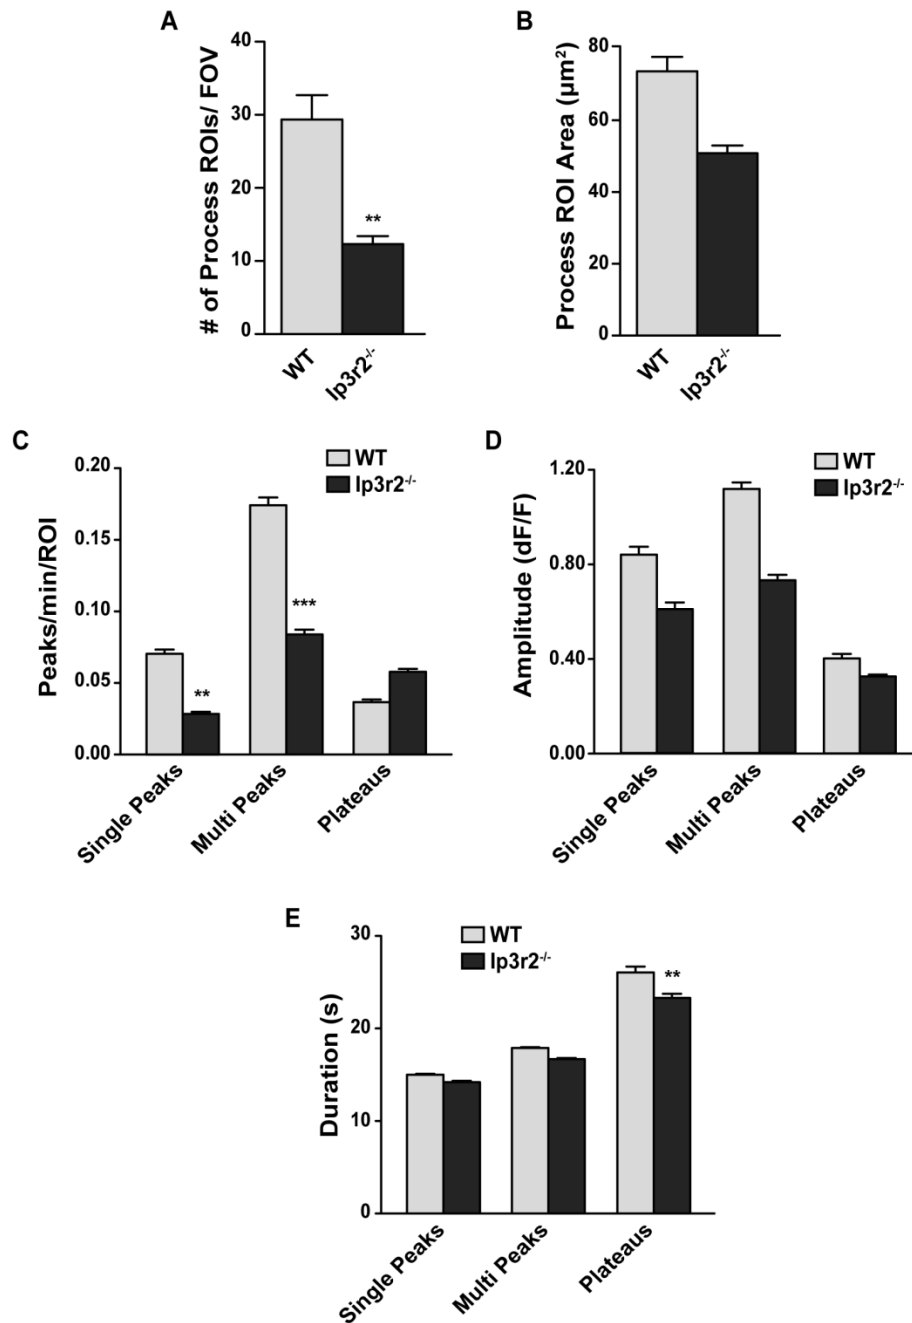 A
# of Process ROIs/ FOV
40
30
20
10
0
**
WT
Ip3r2-/-
B
Process ROI Area (µm²)
80
60
40
20
0
WT
Ip3r2-/-
C
Peaks/min/ROI
0.20
0.15
0.10
0.05
0.00
WT
Ip3r2-/-
**
***
Single Peaks
Multi Peaks
Plateaus
D
Amplitude (dF/F)
1.20
0.80
0.40
0.00
WT
Ip3r2-/-
Single Peaks
Multi Peaks
Plateaus
E
Duration (s)
30
20
10
0
WT
Ip3r2-/-
**
Single Peaks
Multi Peaks
Plateaus